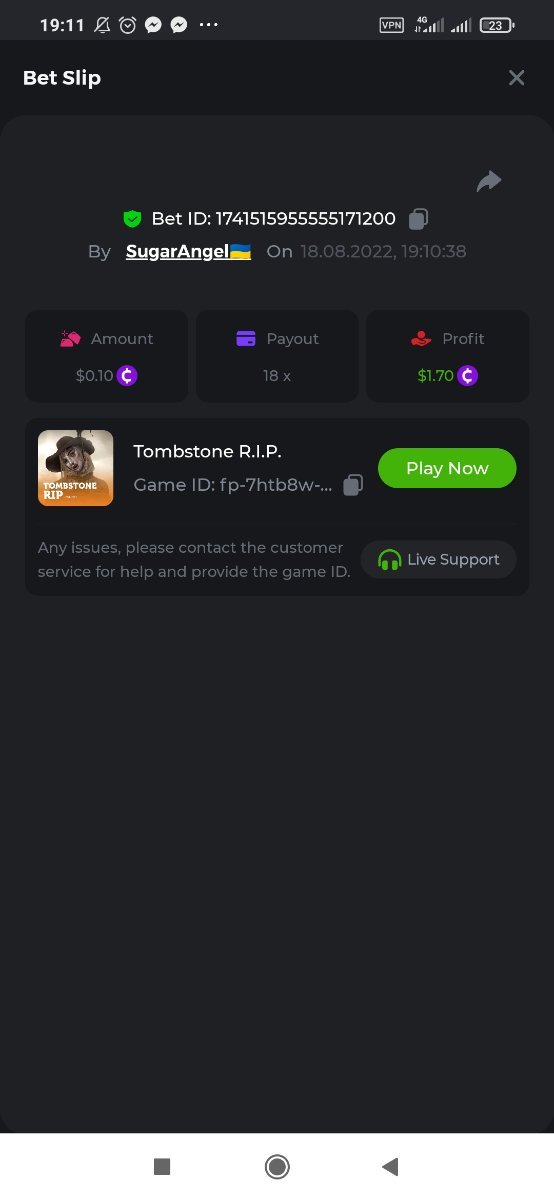 19:11 VPN 4G 23
Bet Slip
Bet ID: 1741515955555171200
By SugarAngel🇺🇦 On 18.08.2022, 19:10:38
Amount Payout Profit
$0.10 18 x $1.70
Tombstone R.I.P.
Game ID: fp-7htb8w-...
Play Now
TOMBSTONE
RIP
Any issues, please contact the customer
service for help and provide the game ID.
Live Support